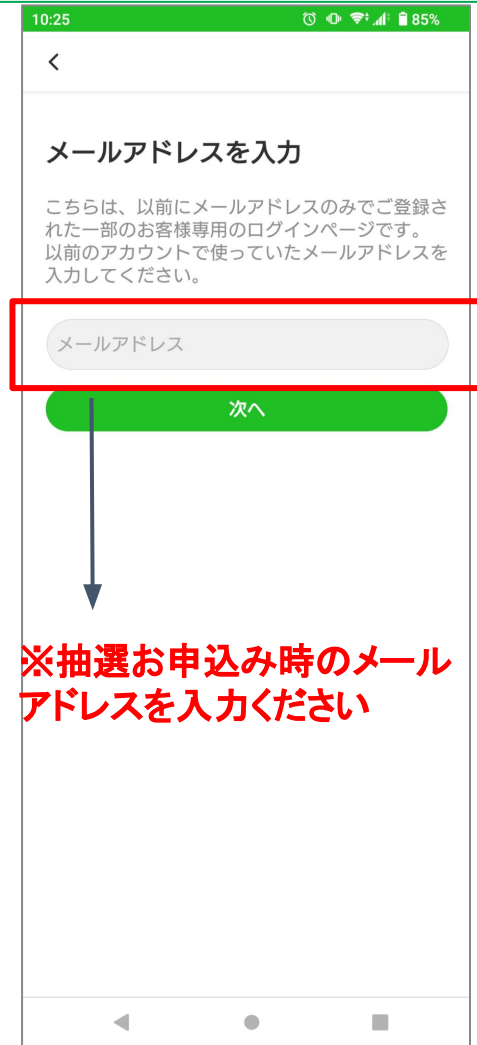 10:25
85%
メールアドレスを入力
こちらは、以前にメールアドレスのみでご登録さ
れた一部のお客様専用のログインページです。
以前のアカウントで使っていたメールアドレスを
入力してください。
メールアドレス
次へ
※抽選お申込み時のメール
アドレスを入力ください